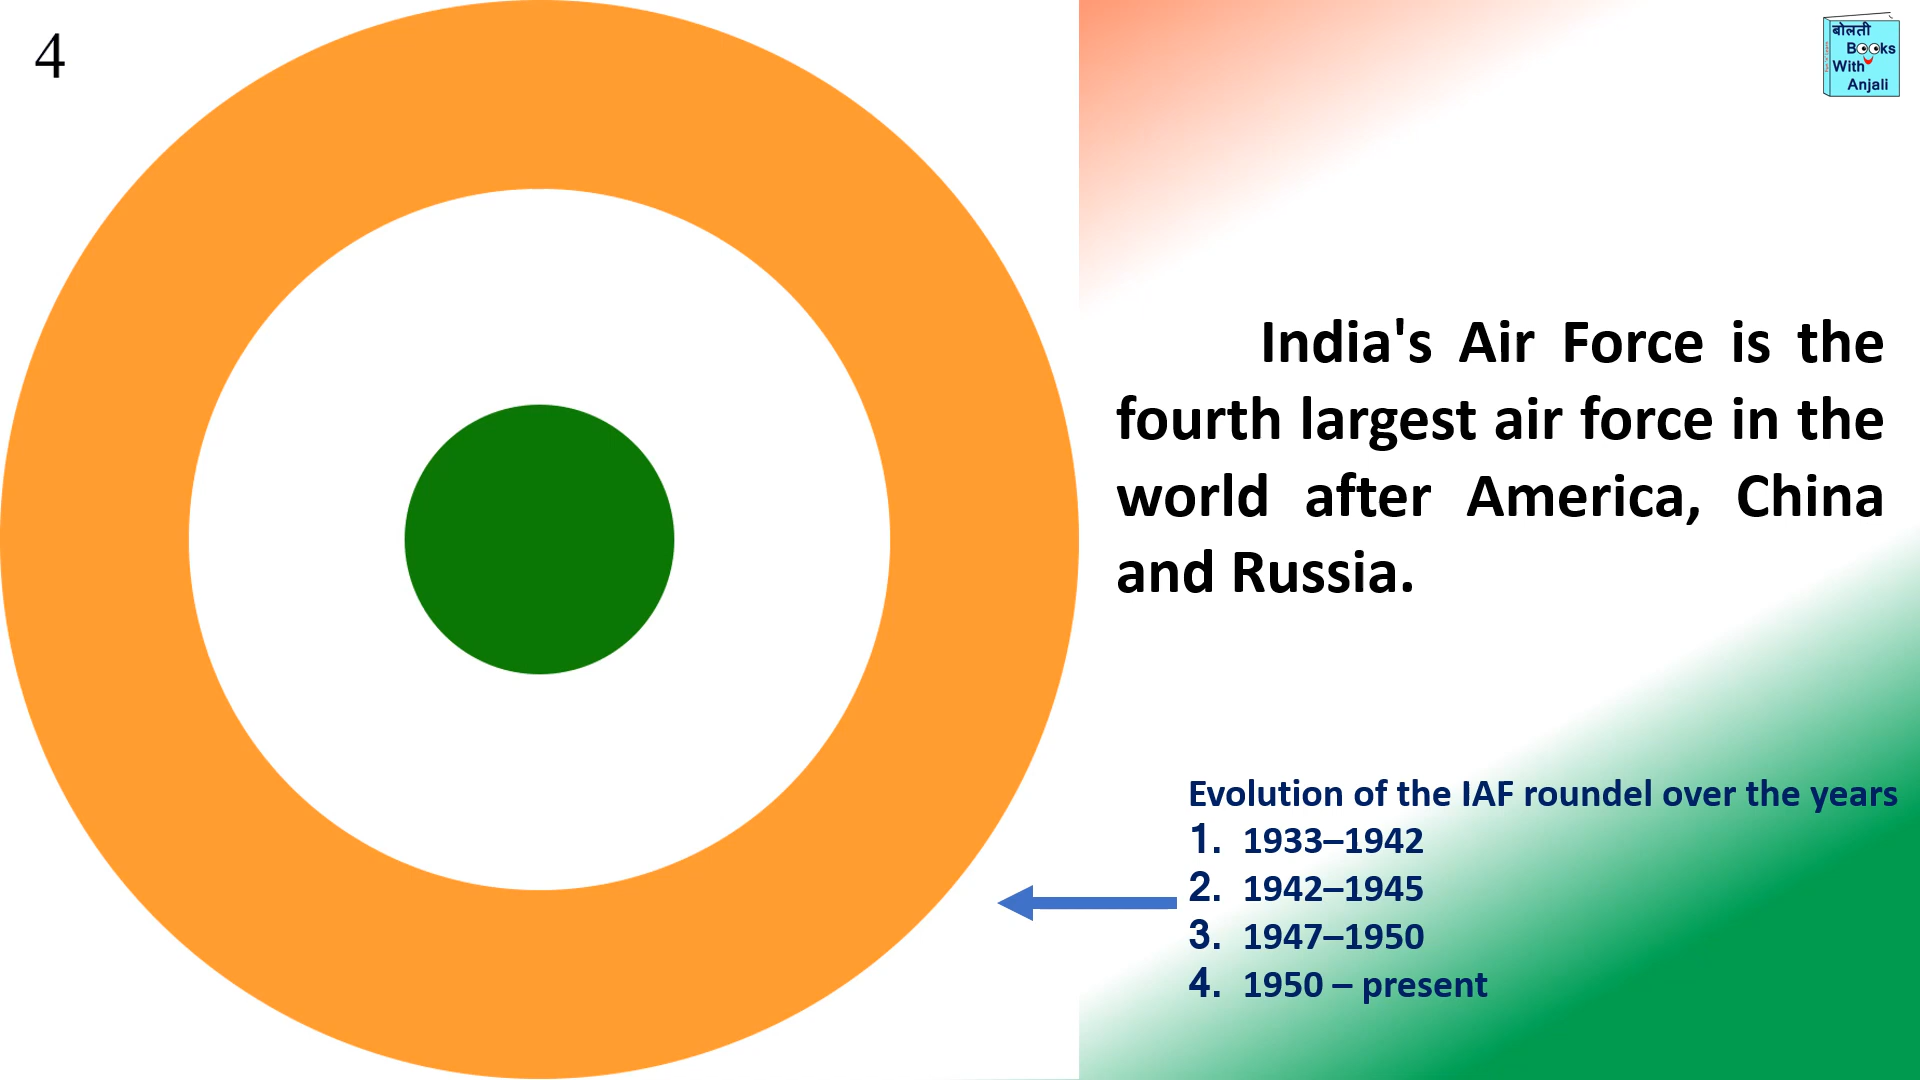 4
बोलती
Books
With
Anjali
India's Air Force is the
fourth largest air force in the
world after America, China
and Russia.
Evolution of the IAF roundel over the years
1. 1933–1942
2. 1942–1945
3. 1947–1950
4. 1950 – present